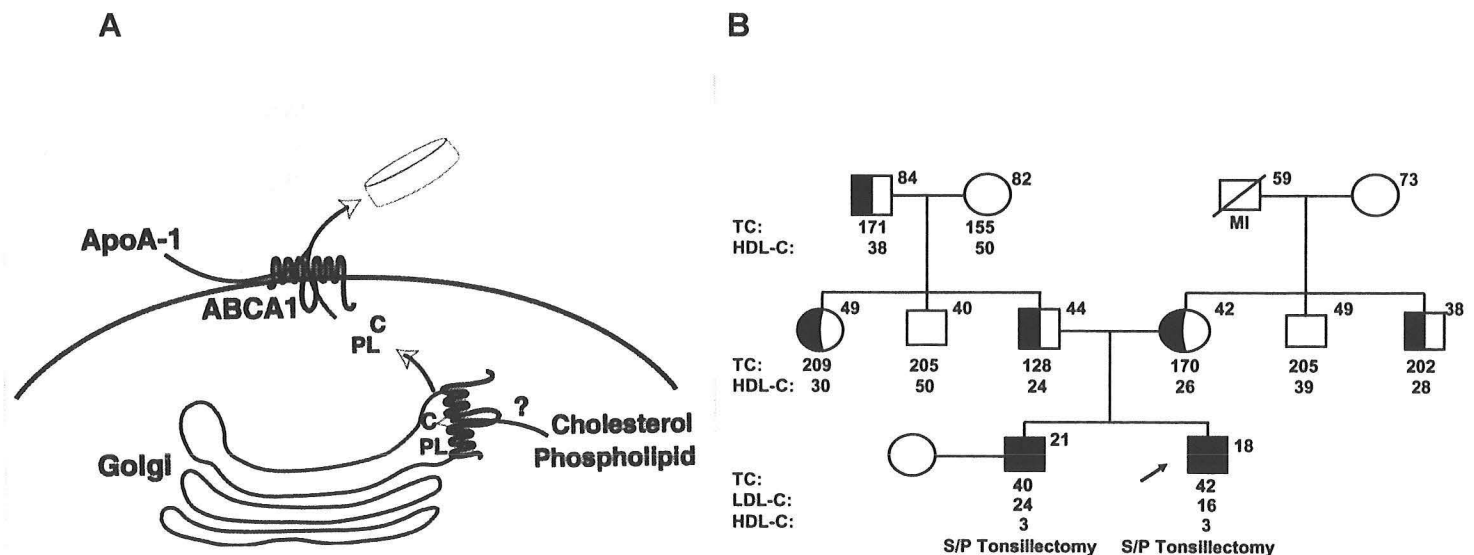 A
ApoA-1
ABCA1
C
PL
C
PL
?
Cholesterol
Phospholipid
Golgi
B
84 82 59 73
MI
TC: 171 155
HDL-C: 38 50
49 40 44 42 49 38
TC: 209 205 128 170 205 202
HDL-C: 30 50 24 26 39 28
21 18
TC: 40 42
LDL-C: 24 16
HDL-C: 3 3
S/P Tonsillectomy S/P Tonsillectomy